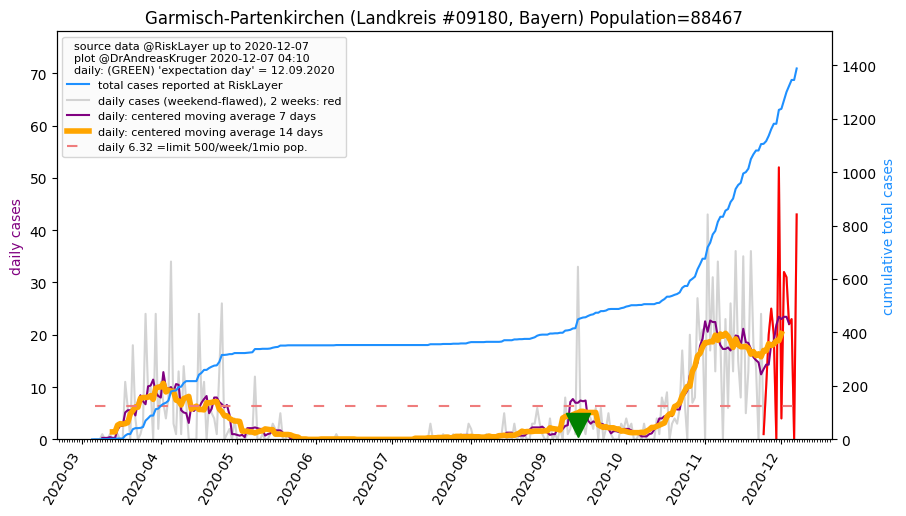 Garmisch-Partenkirchen (Landkreis #09180, Bayern) Population=88467
source data @RiskLayer up to 2020-12-07
plot @DrAndreasKruger 2020-12-07 04:10
daily: (GREEN) 'expectation day' = 12.09.2020
total cases reported at RiskLayer
daily cases (weekend-flawed), 2 weeks: red
daily: centered moving average 7 days
daily: centered moving average 14 days
daily 6.32 =limit 500/week/1mio pop.
daily cases
70
60
50
40
30
20
10
0
1400
1200
1000
800
600
400
200
0
cumulative total cases
2020-03
2020-04
2020-05
2020-06
2020-07
2020-08
2020-09
2020-10
2020-11
2020-12